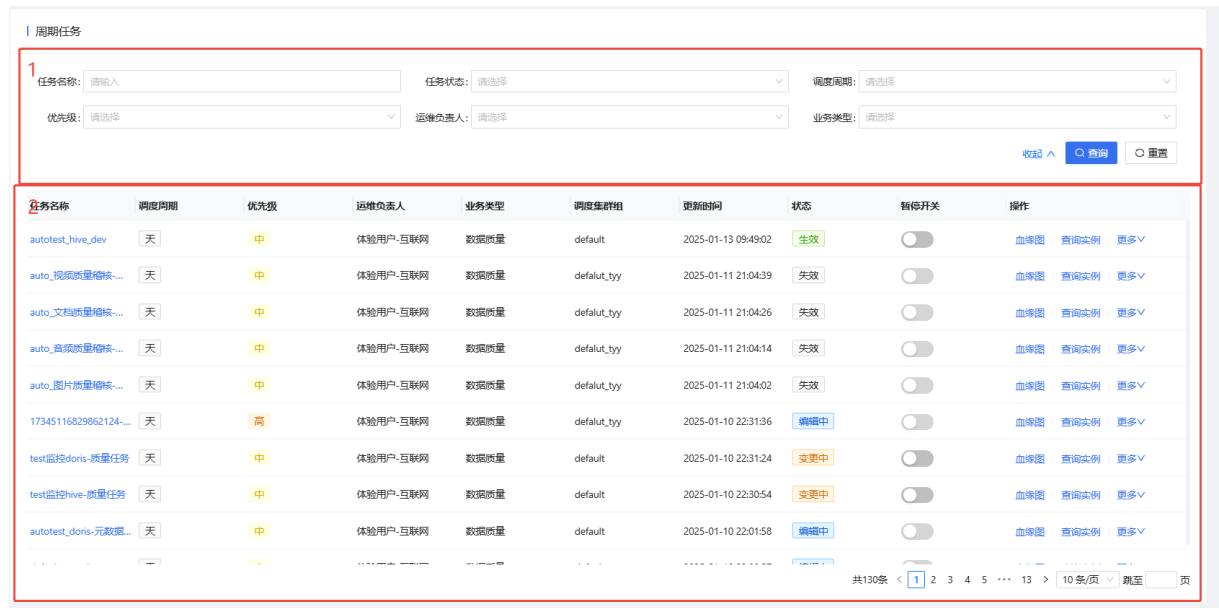 周期任务
1
任务名称: 请输入 任务状态: 请选择 调度周期: 请选择
优先级: 请选择 运维负责人: 请选择 业务类型: 请选择
收起 查询 重置
2
任务名称 调度周期 优先级 运维负责人 业务类型 调度集群组 更新时间 状态 暂停开关 操作
autotest_hive_dev 天 中 体验用户-互联网 数据质量 default 2025-01-13 09:49:02 生效 血缘图 查询实例 更多
auto_视频质量稽核-... 天 中 体验用户-互联网 数据质量 defalut_tyy 2025-01-11 21:04:39 失效 血缘图 查询实例 更多
auto_文档质量稽核-... 天 中 体验用户-互联网 数据质量 defalut_tyy 2025-01-11 21:04:26 失效 血缘图 查询实例 更多
auto_音频质量稽核-... 天 中 体验用户-互联网 数据质量 defalut_tyy 2025-01-11 21:04:14 失效 血缘图 查询实例 更多
auto_图片质量稽核-... 天 中 体验用户-互联网 数据质量 defalut_tyy 2025-01-11 21:04:02 失效 血缘图 查询实例 更多
17345116829862124-... 天 高 体验用户-互联网 数据质量 defalut_tyy 2025-01-10 22:31:36 编辑中 血缘图 查询实例 更多
test监控doris-质量任务 天 中 体验用户-互联网 数据质量 default 2025-01-10 22:31:24 变更中 血缘图 查询实例 更多
test监控hive-质量任务 天 中 体验用户-互联网 数据质量 default 2025-01-10 22:30:54 变更中 血缘图 查询实例 更多
autotest_doris-元数据... 天 中 体验用户-互联网 数据质量 default 2025-01-10 22:01:58 编辑中 血缘图 查询实例 更多
共130条 < 1 2 3 4 5 ••• 13 > 10 条/页 跳至 页